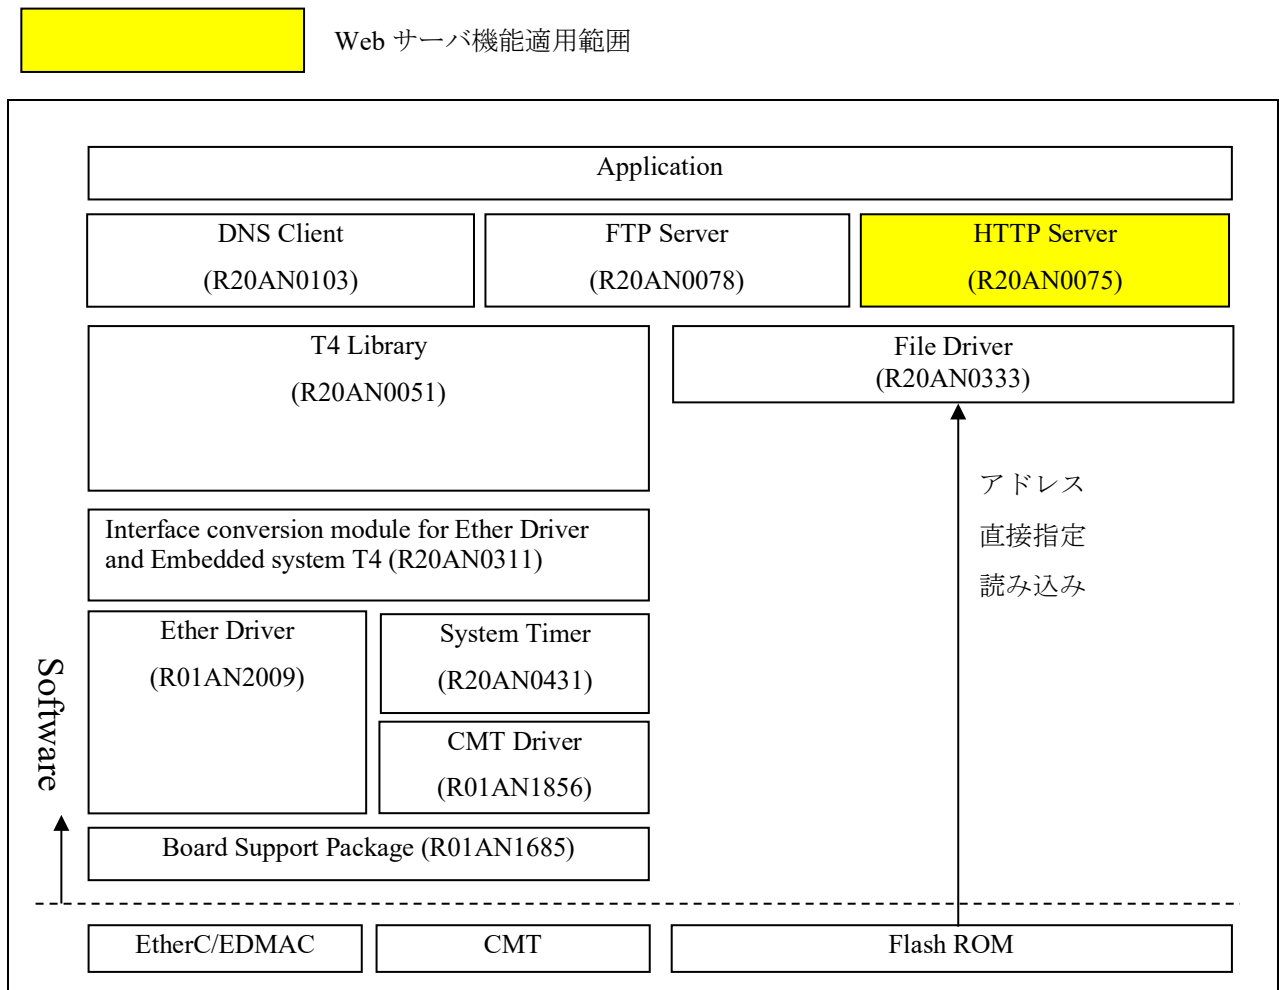 Web サーバ機能適用範囲
Application
DNS Client
(R20AN0103)
FTP Server
(R20AN0078)
HTTP Server
(R20AN0075)
T4 Library
(R20AN0051)
File Driver
(R20AN0333)
アドレス
直接指定
読み込み
Interface conversion module for Ether Driver
and Embedded system T4 (R20AN0311)
Ether Driver
(R01AN2009)
System Timer
(R20AN0431)
CMT Driver
(R01AN1856)
Software
Board Support Package (R01AN1685)
EtherC/EDMAC
CMT
Flash ROM